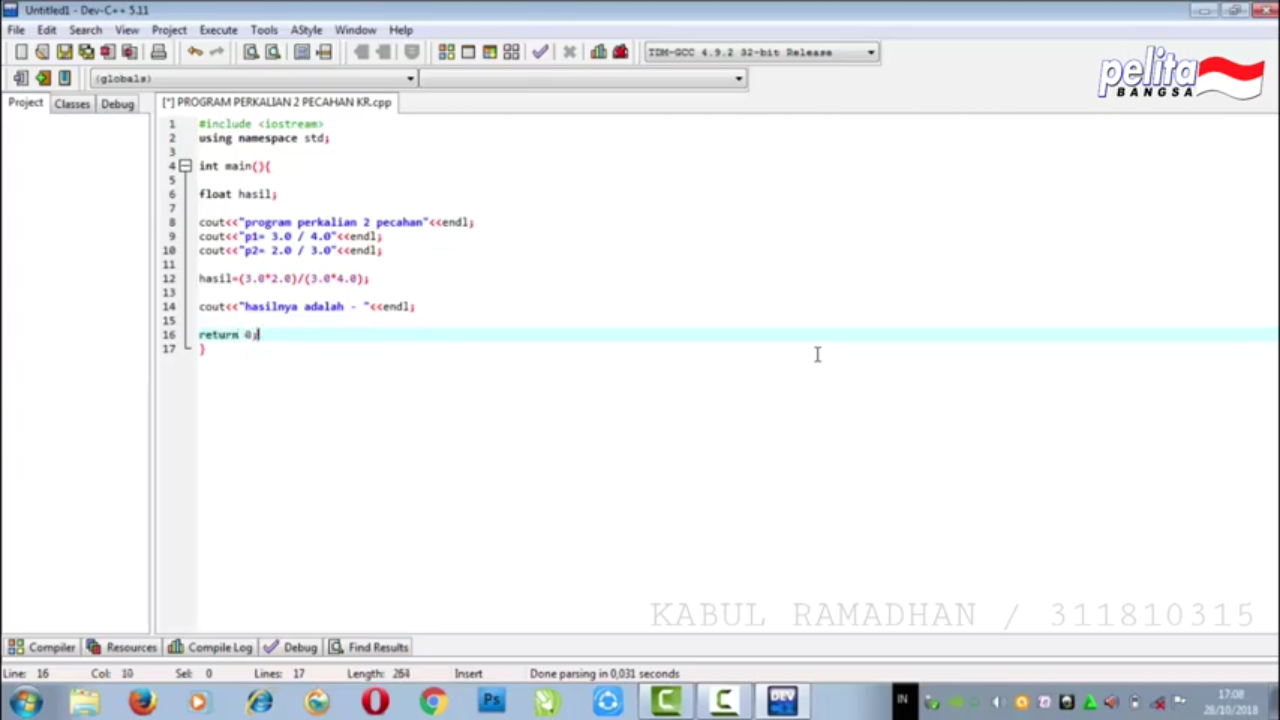 Untitled1 - Dev-C++ 5.11
File Edit Search View Project Execute Tools AStyle Window Help
TDM-GCC 4.9.2 32-bit Release
(globals)
pelita
BANGSA
Project Classes Debug
[*] PROGRAM PERKALIAN 2 PECAHAN KR.cpp
1 #include <iostream>
2 using namespace std;
3
4 int main(){
5
6 float hasil;
7
8 cout<<"program perkalian 2 pecahan"<<endl;
9 cout<<"p1= 3.0 / 4.0"<<endl;
10 cout<<"p2= 2.0 / 3.0"<<endl;
11
12 hasil=(3.0*2.0)/(3.0*4.0);
13
14 cout<<"hasilnya adalah - "<<endl;
15
16 return 0;
17 }
KABUL RAMADHAN / 311810315
Compiler Resources Compile Log Debug Find Results
Line: 16 Col: 10 Sel: 0 Lines: 17 Length: 264 Insert Done parsing in 0,031 seconds
Ps
DEV
IN
17:08
28/10/2018